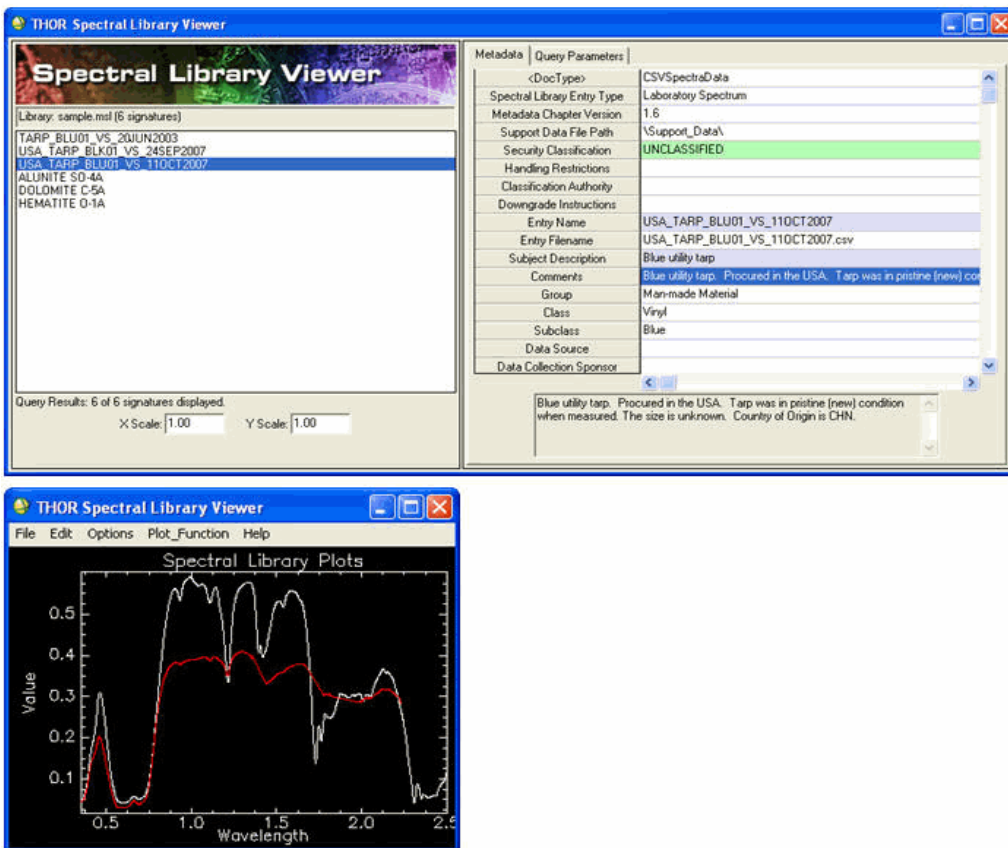 THOR Spectral Library Viewer
Spectral Library Viewer
Library: sample.msl (6 signatures)
TARP_BLU01_VS_20JUN2003
USA_TARP_BLK01_VS_24SEP2007
USA_TARP_BLU01_VS_11OCT2007
ALUNITE SO-4A
DOLOMITE C-5A
HEMATITE O-1A
Query Results: 6 of 6 signatures displayed.
X Scale: 1.00 Y Scale: 1.00
Metadata Query Parameters
<DocType> CSVSpectraData
Spectral Library Entry Type Laboratory Spectrum
Metadata Chapter Version 1.6
Support Data File Path \Support_Data\
Security Classification UNCLASSIFIED
Handling Restrictions
Classification Authority
Downgrade Instructions
Entry Name USA_TARP_BLU01_VS_11OCT2007
Entry Filename USA_TARP_BLU01_VS_11OCT2007.csv
Subject Description Blue utility tarp
Comments Blue utility tarp. Procured in the USA. Tarp was in pristine (new) con
Group Man-made Material
Class Vinyl
Subclass Blue
Data Source
Data Collection Sponsor
Blue utility tarp. Procured in the USA. Tarp was in pristine (new) condition
when measured. The size is unknown. Country of Origin is CHN.
THOR Spectral Library Viewer
File Edit Options Plot_Function Help
Spectral Library Plots
Value
0.5
0.4
0.3
0.2
0.1
0.5 1.0 1.5 2.0 2.5
Wavelength